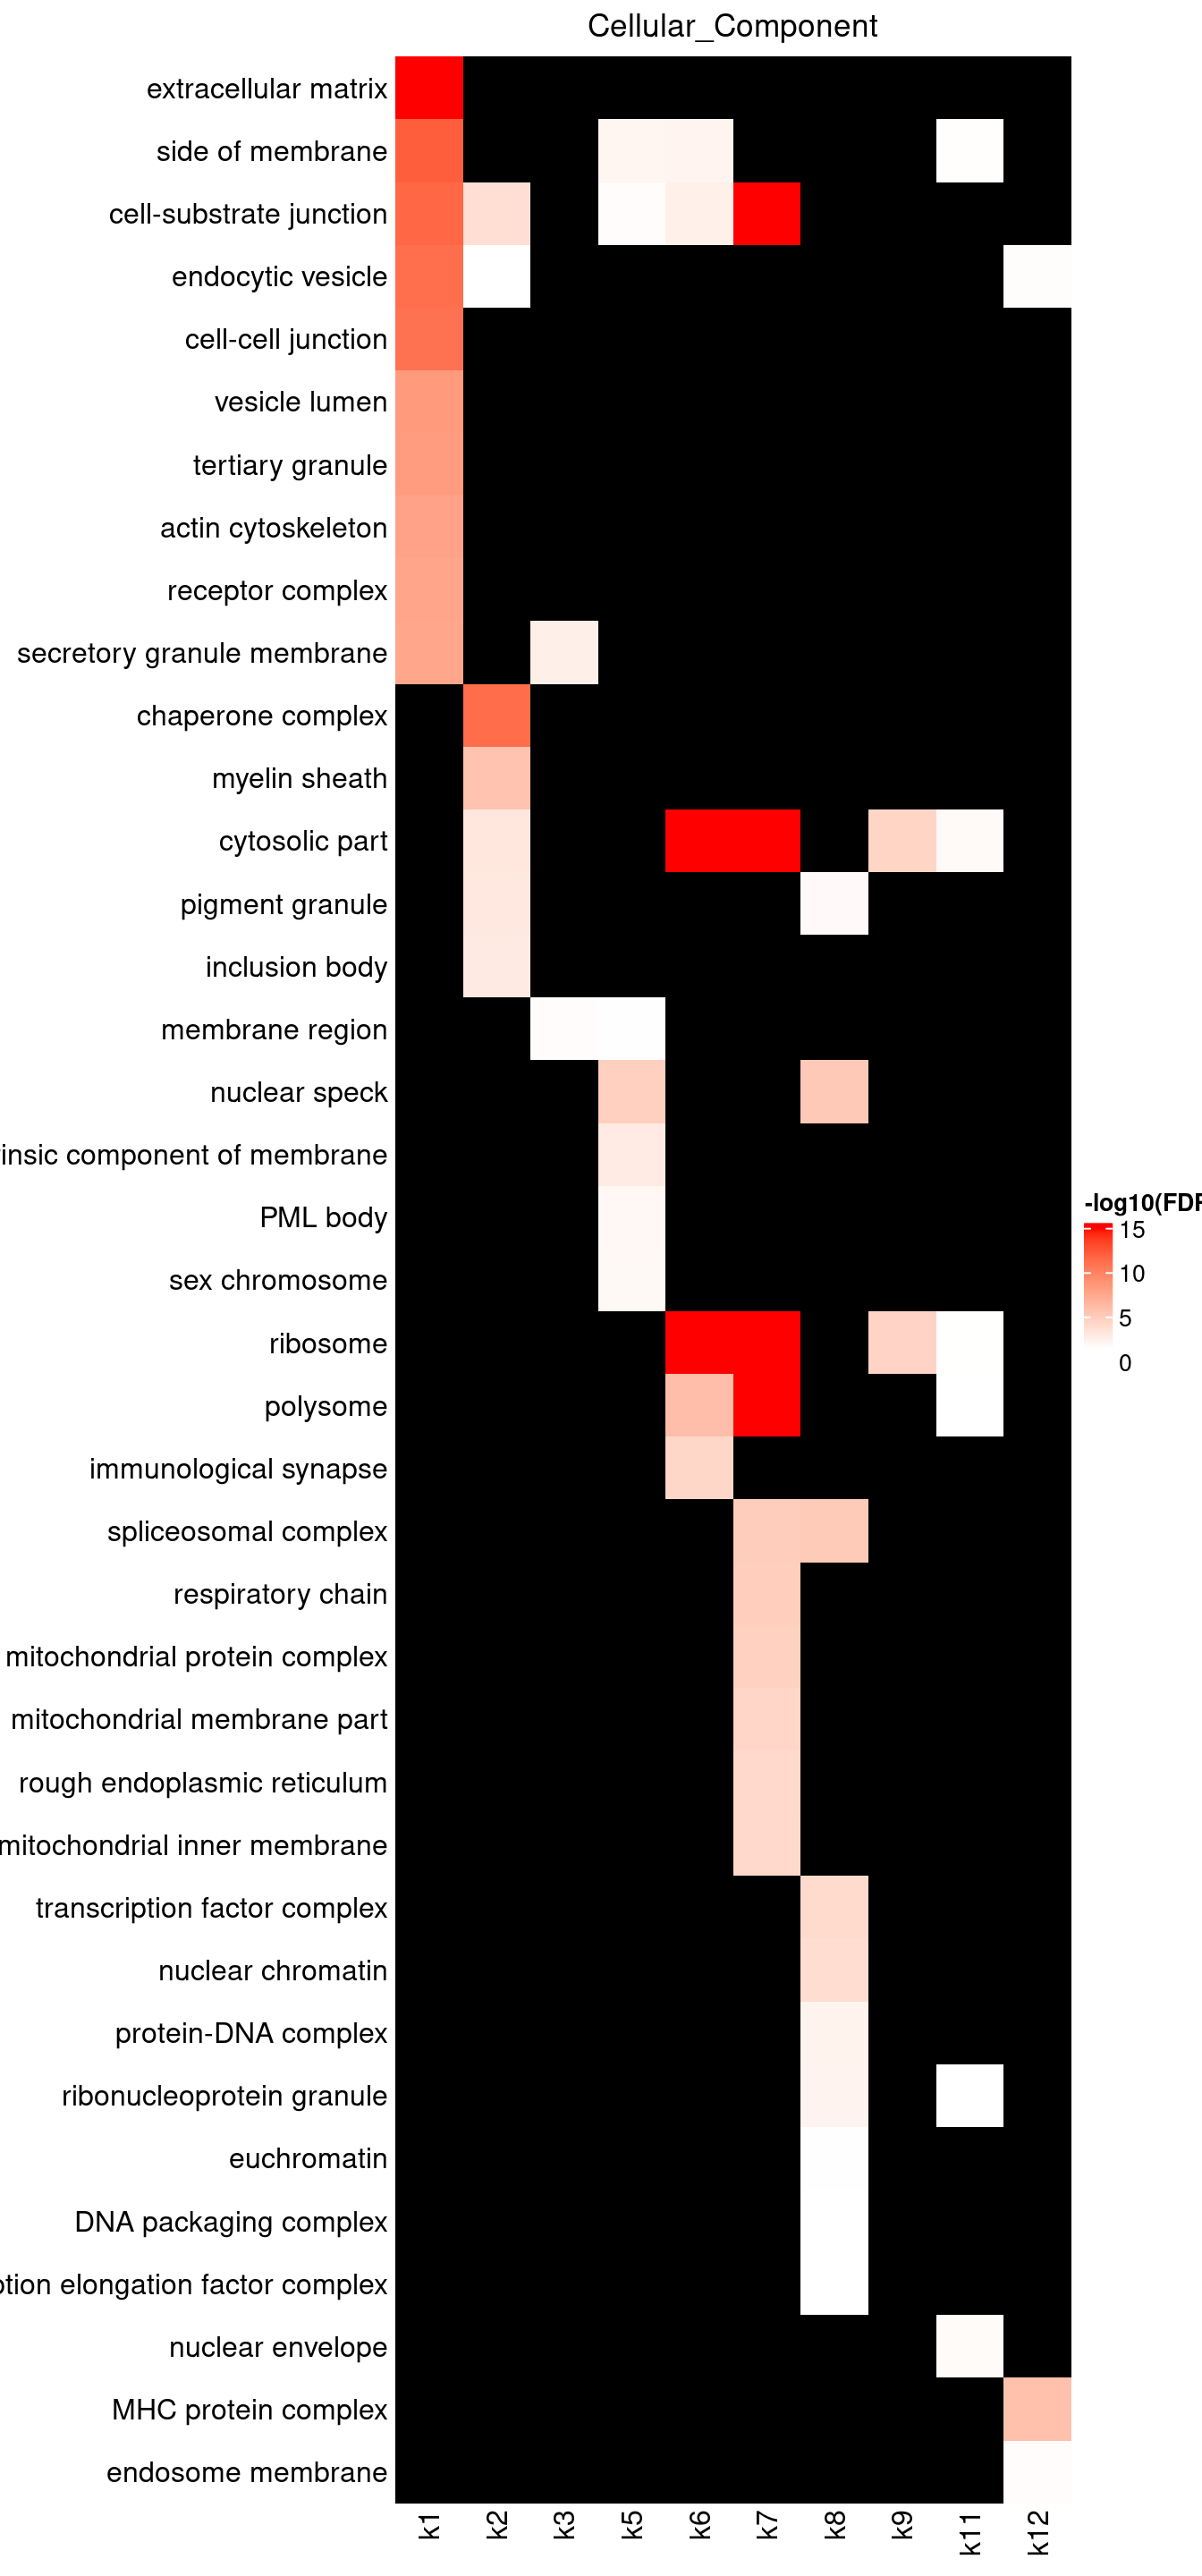 Cellular_Component
extracellular matrix
side of membrane
cell-substrate junction
endocytic vesicle
cell-cell junction
vesicle lumen
tertiary granule
actin cytoskeleton
receptor complex
secretory granule membrane
chaperone complex
myelin sheath
cytosolic part
pigment granule
inclusion body
membrane region
nuclear speck
insic component of membrane
PML body
sex chromosome
ribosome
polysome
immunological synapse
spliceosomal complex
respiratory chain
mitochondrial protein complex
mitochondrial membrane part
rough endoplasmic reticulum
mitochondrial inner membrane
transcription factor complex
nuclear chromatin
protein-DNA complex
ribonucleoprotein granule
euchromatin
DNA packaging complex
tion elongation factor complex
nuclear envelope
MHC protein complex
endosome membrane
-log10(FDR
15
10
5
0
k1
k2
k3
k5
k6
k7
k8
k9
k11
k12